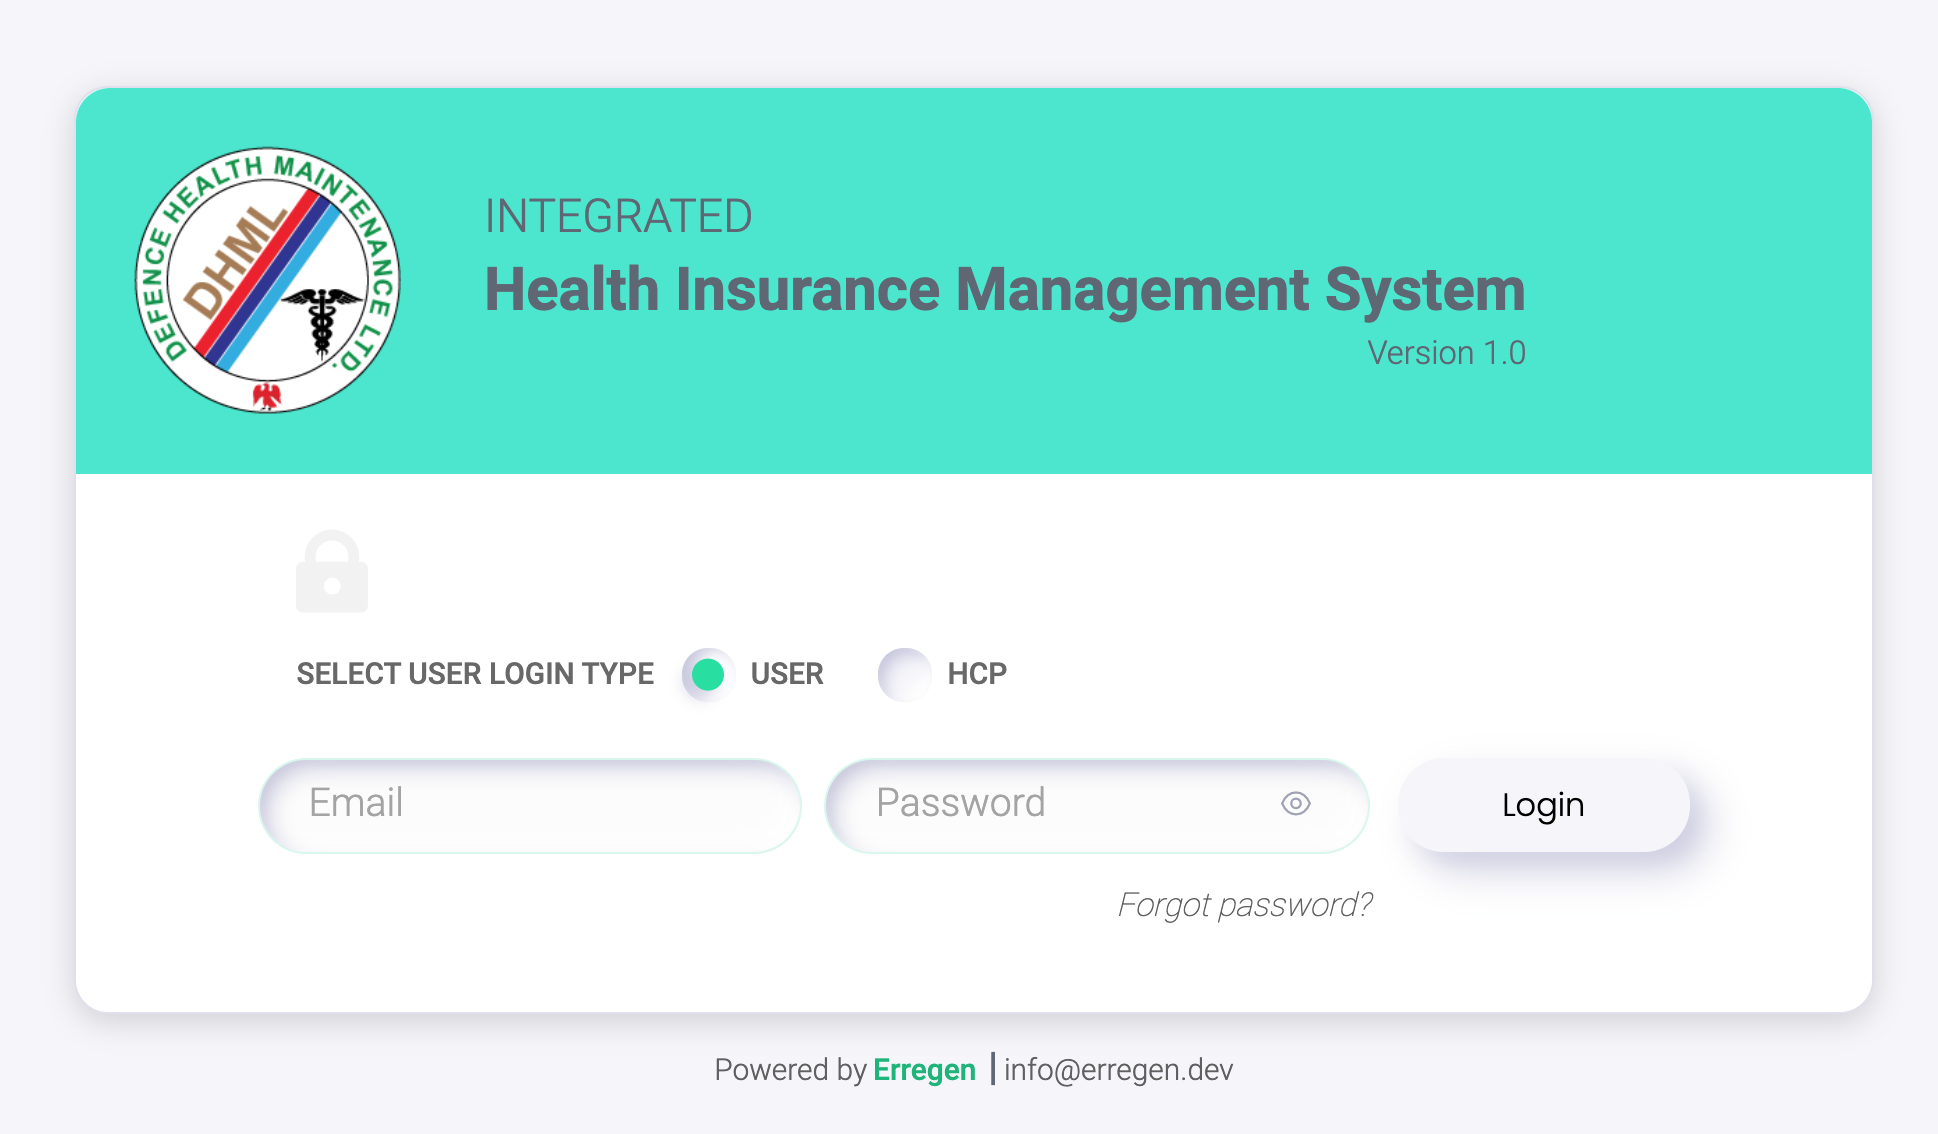 DEFENCE HEALTH MAINTENANCE LTD.
DHML
INTEGRATED
Health Insurance Management System
Version 1.0
SELECT USER LOGIN TYPE USER HCP
Email Password Login
Forgot password?
Powered by Erregen | info@erregen.dev